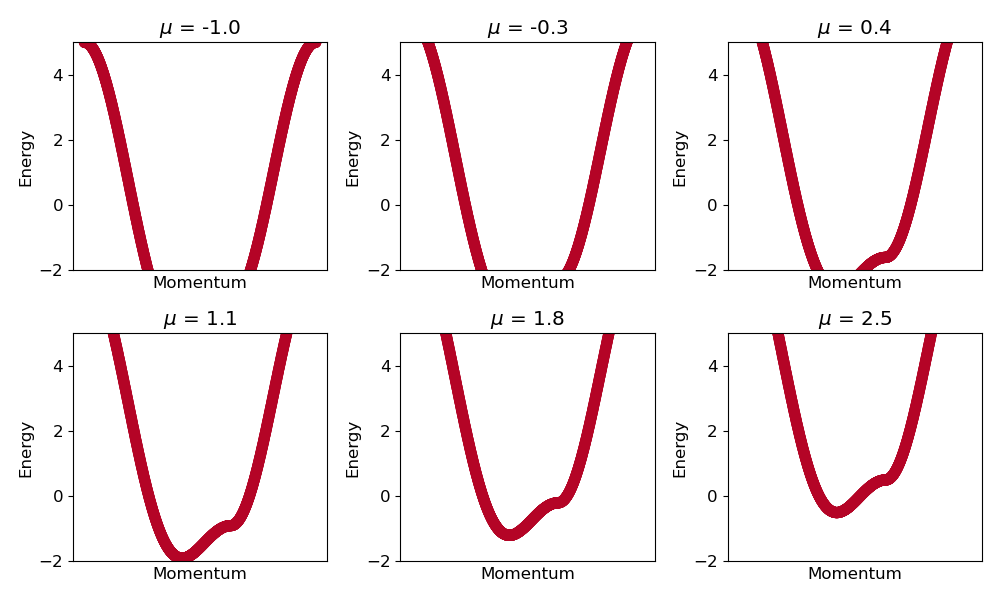 μ = -1.0
μ = -0.3
μ = 0.4
Energy
4
2
0
−2
Momentum
Energy
4
2
0
−2
Momentum
Energy
4
2
0
−2
Momentum
μ = 1.1
μ = 1.8
μ = 2.5
Energy
4
2
0
−2
Momentum
Energy
4
2
0
−2
Momentum
Energy
4
2
0
−2
Momentum